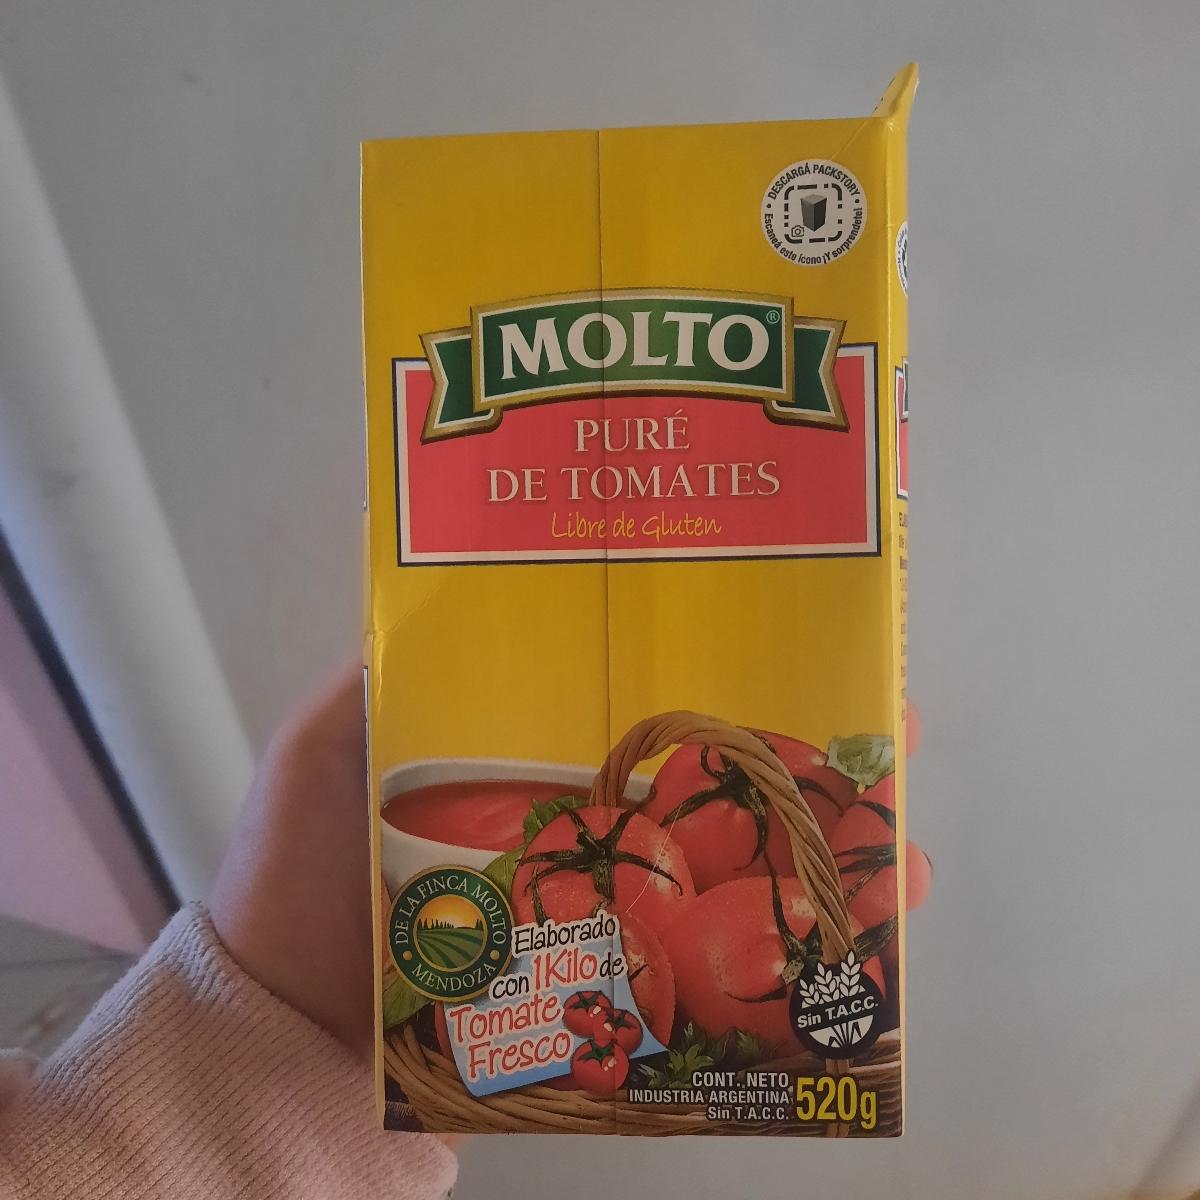 DESCARGÁ PACKSTORY
Escaneá este ícono ¡Y sorprendete!
MOLTO®
PURÉ
DE TOMATES
Libre de Gluten
DE LA FINCA MOLTO
MENDOZA
Elaborado
con 1 Kilo de
Tomate
Fresco
Sin T.A.C.C.
CONT. NETO
INDUSTRIA ARGENTINA
Sin T.A.C.C.
520g